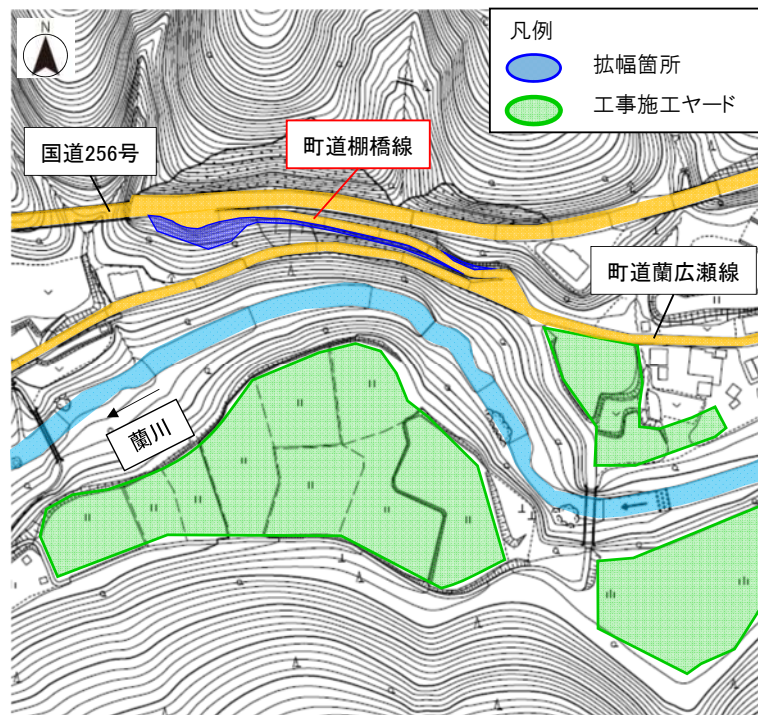 N
凡例
拡幅箇所
工事施工ヤード
国道256号
町道棚橋線
町道蘭広瀬線
蘭川